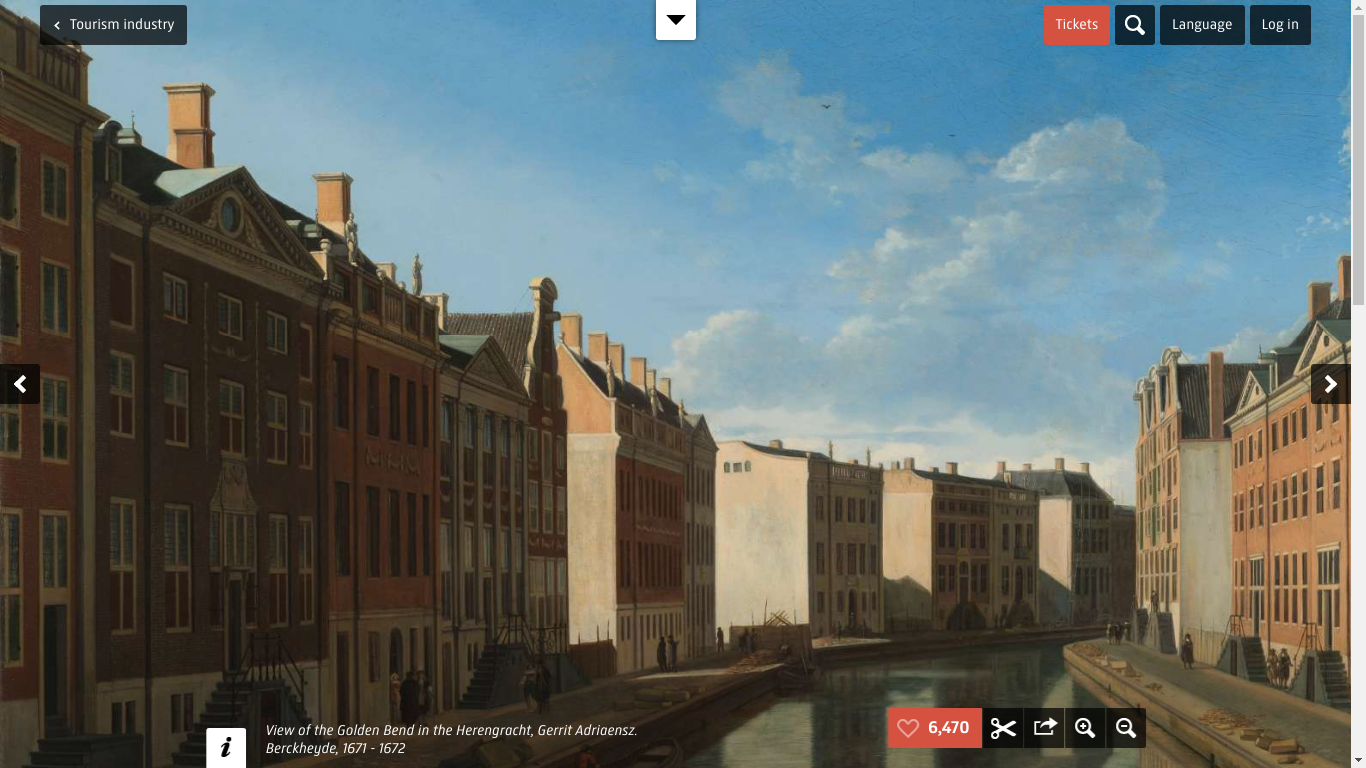 Tourism industry
Tickets
Language
Log in
i
View of the Golden Bend in the Herengracht, Gerrit Adriaensz.
Berckheyde, 1671 - 1672
6,470